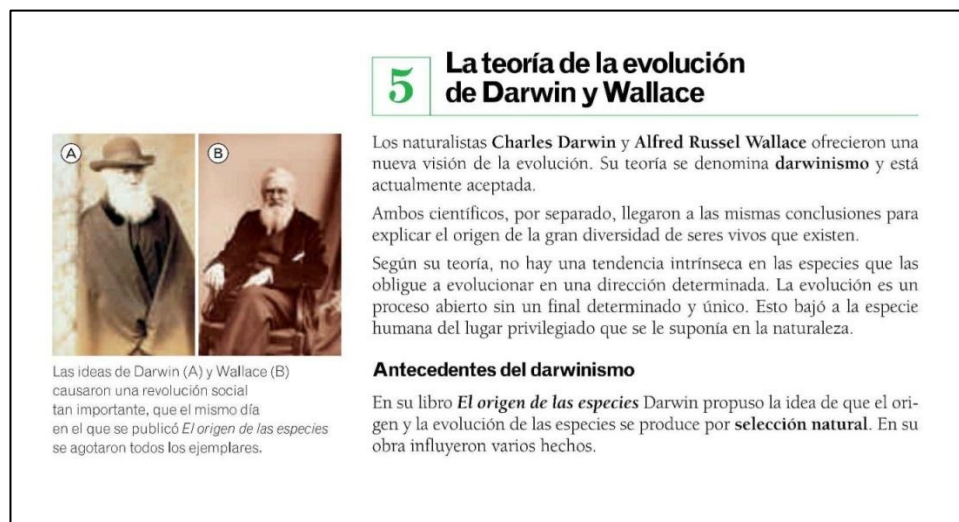 5
La teoría de la evolución
de Darwin y Wallace
Los naturalistas Charles Darwin y Alfred Russel Wallace ofrecieron una
nueva visión de la evolución. Su teoría se denomina darwinismo y está
actualmente aceptada.
Ambos científicos, por separado, llegaron a las mismas conclusiones para
explicar el origen de la gran diversidad de seres vivos que existen.
Según su teoría, no hay una tendencia intrínseca en las especies que las
obligue a evolucionar en una dirección determinada. La evolución es un
proceso abierto sin un final determinado y único. Esto bajó a la especie
humana del lugar privilegiado que se le suponía en la naturaleza.
Antecedentes del darwinismo
En su libro El origen de las especies Darwin propuso la idea de que el ori-
gen y la evolución de las especies se produce por selección natural. En su
obra influyeron varios hechos.
A
B
Las ideas de Darwin (A) y Wallace (B)
causaron una revolución social
tan importante, que el mismo día
en el que se publicó El origen de las especies
se agotaron todos los ejemplares.